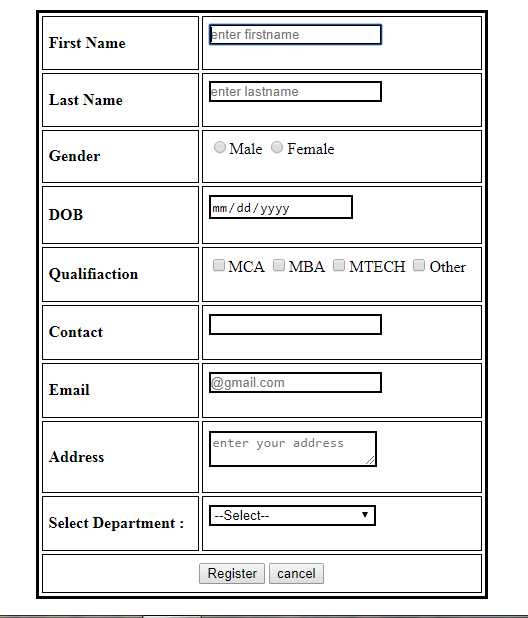 First Name enter firstname
Last Name enter lastname
Gender Male Female
DOB mm/dd/yyyy
Qualifiaction MCA MBA MTECH Other
Contact
Email @gmail.com
Address enter your address
Select Department : --Select--
Register cancel